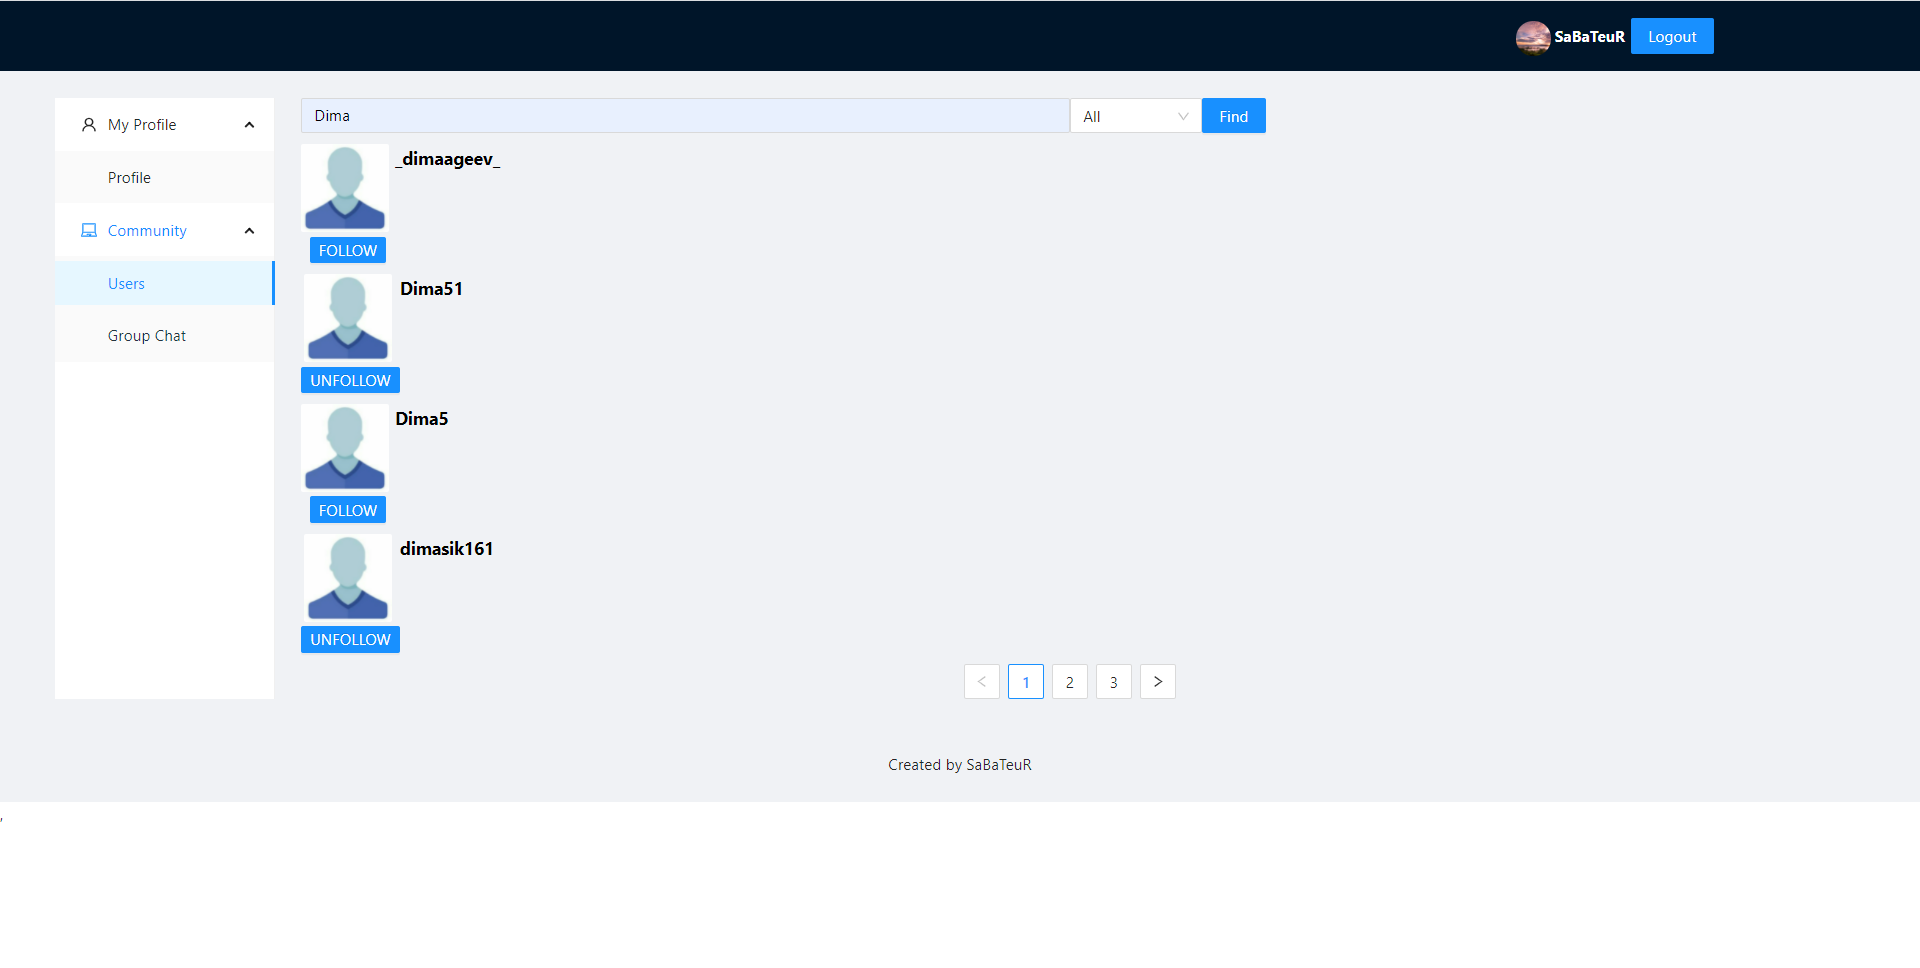 SaBaTeuR Logout
My Profile
Profile
Community
Users
Group Chat
Dima All Find
_dimaageev_
FOLLOW
Dima51
UNFOLLOW
Dima5
FOLLOW
dimasik161
UNFOLLOW
< 1 2 3 >
Created by SaBaTeuR
,